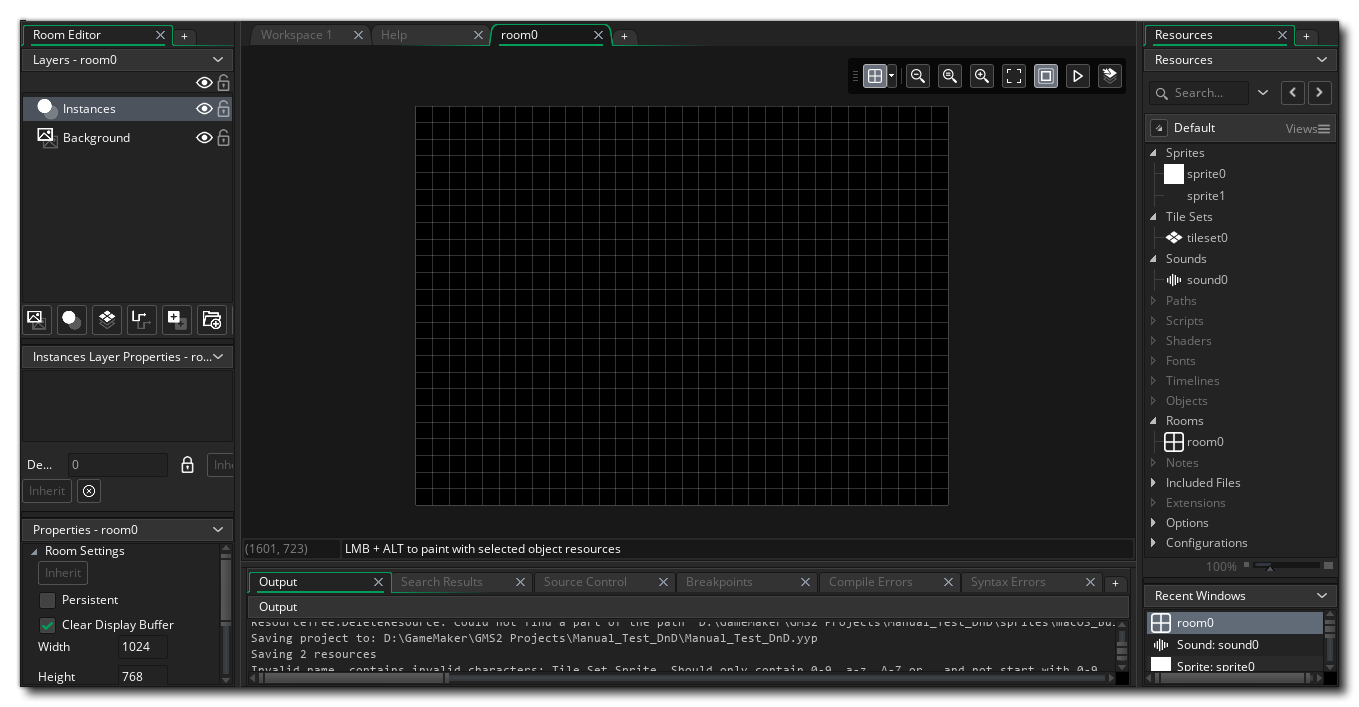 Room Editor
Layers - room0
Instances
Background
Instances Layer Properties - ro...
De...
0
Inh
Inherit
Properties - room0
Room Settings
Inherit
Persistent
Clear Display Buffer
Width
1024
Height
768
Workspace 1
Help
room0
(1601, 723)
LMB + ALT to paint with selected object resources
Output
Search Results
Source Control
Breakpoints
Compile Errors
Syntax Errors
Output
ResourceTree.DeleteResource: Could not find a part of the path 'D:\GameMaker\GMS2 Projects\Manual_Test_DnD\sprites\macOS_Bu
Saving project to: D:\GameMaker\GMS2 Projects\Manual_Test_DnD\Manual_Test_DnD.yyp
Saving 2 resources
Invalid name, contains invalid characters: Tile Set Sprite. Should only contain 0-9, a-z, A-Z or _ and not start with 0-9
Resources
Resources
Search...
Default
Views
Sprites
sprite0
sprite1
Tile Sets
tileset0
Sounds
sound0
Paths
Scripts
Shaders
Fonts
Timelines
Objects
Rooms
room0
Notes
Included Files
Extensions
Options
Configurations
100%
Recent Windows
room0
Sound: sound0
Sprite: sprite0